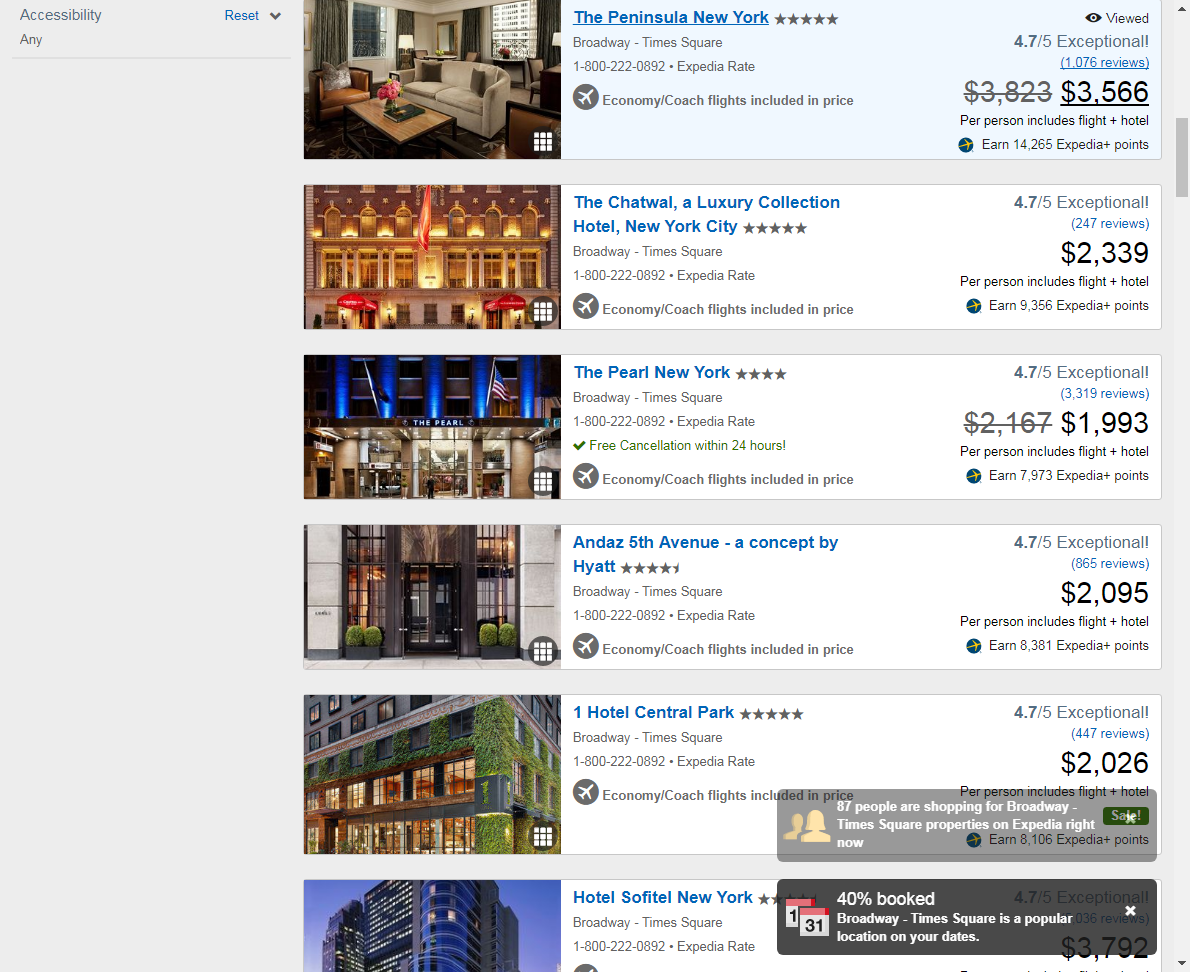 Accessibility
Reset
Any
The Peninsula New York
Viewed
Broadway - Times Square
4.7/5 Exceptional!
1-800-222-0892 • Expedia Rate
(1,076 reviews)
$3,823 $3,566
Economy/Coach flights included in price
Per person includes flight + hotel
Earn 14,265 Expedia+ points
The Chatwal, a Luxury Collection
Hotel, New York City
4.7/5 Exceptional!
(247 reviews)
Broadway - Times Square
$2,339
1-800-222-0892 • Expedia Rate
Per person includes flight + hotel
Economy/Coach flights included in price
Earn 9,356 Expedia+ points
THE PEARL
The Pearl New York
4.7/5 Exceptional!
Broadway - Times Square
(3,319 reviews)
1-800-222-0892 • Expedia Rate
$2,167 $1,993
Free Cancellation within 24 hours!
Per person includes flight + hotel
Economy/Coach flights included in price
Earn 7,973 Expedia+ points
Andaz 5th Avenue - a concept by
Hyatt
4.7/5 Exceptional!
(865 reviews)
Broadway - Times Square
$2,095
1-800-222-0892 • Expedia Rate
Per person includes flight + hotel
Economy/Coach flights included in price
Earn 8,381 Expedia+ points
1 Hotel Central Park
4.7/5 Exceptional!
Broadway - Times Square
(447 reviews)
1-800-222-0892 • Expedia Rate
$2,026
Economy/Coach flights included in price
Per person includes flight + hotel
Sale!
Earn 8,106 Expedia+ points
87 people are shopping for Broadway -
Times Square properties on Expedia right
now
Hotel Sofitel New York
4.7/5 Exceptional!
Broadway - Times Square
036 reviews)
1-800-222-0892 • Expedia Rate
$3,792
1
31
40% booked
Broadway - Times Square is a popular
location on your dates.